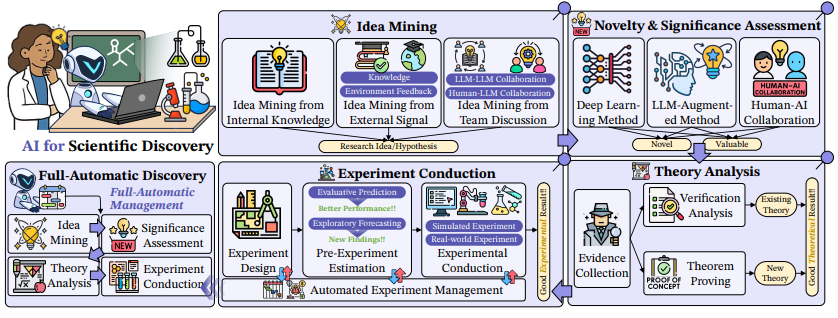 AI for Scientific Discovery
Idea Mining
Idea Mining from
Internal Knowledge
Knowledge
Environment Feedback
Idea Mining from
External Signal
LLM-LLM Collaboration
Human-LLM Collaboration
Idea Mining from
Team Discussion
Research Idea/Hypothesis
NEW
Novelty & Significance Assessment
Deep Learn-
ing Method
LLM-Augment-
ed Method
HUMAN-AI
COLLABORATION
Human-AI
Collaboration
Novel
Valuable
Full-Automatic Discovery
Full-Automatic
Management
Idea
Mining
NEW
Significance
Assessment
Theory
Analysis
Experiment
Conduction
Experiment Conduction
Experiment
Design
Evaluative Prediction
Better Performance!!
Exploratory Forecasting
New Findings!!
Pre-Experiment
Estimation
Simulated Experiment
Real-world Experiment
Experimental
Conduction
Automated Experiment Management
Good Experimental Result!!
Theory Analysis
Evidence
Collection
Verification
Analysis
Existing
Theory
PROOF OF
CONCEPT
Theorem
Proving
New
Theory
Good Theoretical Result!!